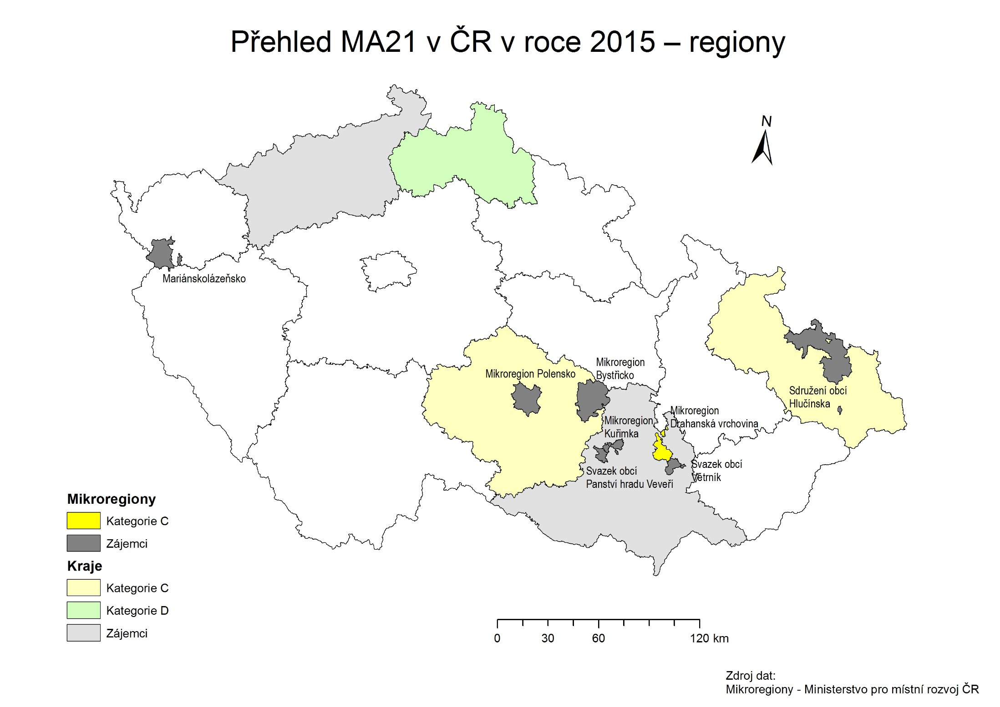 Přehled MA21 v ČR v roce 2015 – regiony
N
Mariánskolázeňsko
Mikroregion
Bystřicko
Mikroregion Polensko
Sdružení obcí
Hlučínska
Mikroregion
Drahanská vrchovina
Mikroregion
Kuřimka
Svazek obcí
Větrník
Svazek obcí
Panství hradu Veveří
Mikroregiony
Kategorie C
Zájemci
Kraje
Kategorie C
Kategorie D
Zájemci
0 30 60 120 km
Zdroj dat:
Mikroregiony - Ministerstvo pro místní rozvoj ČR